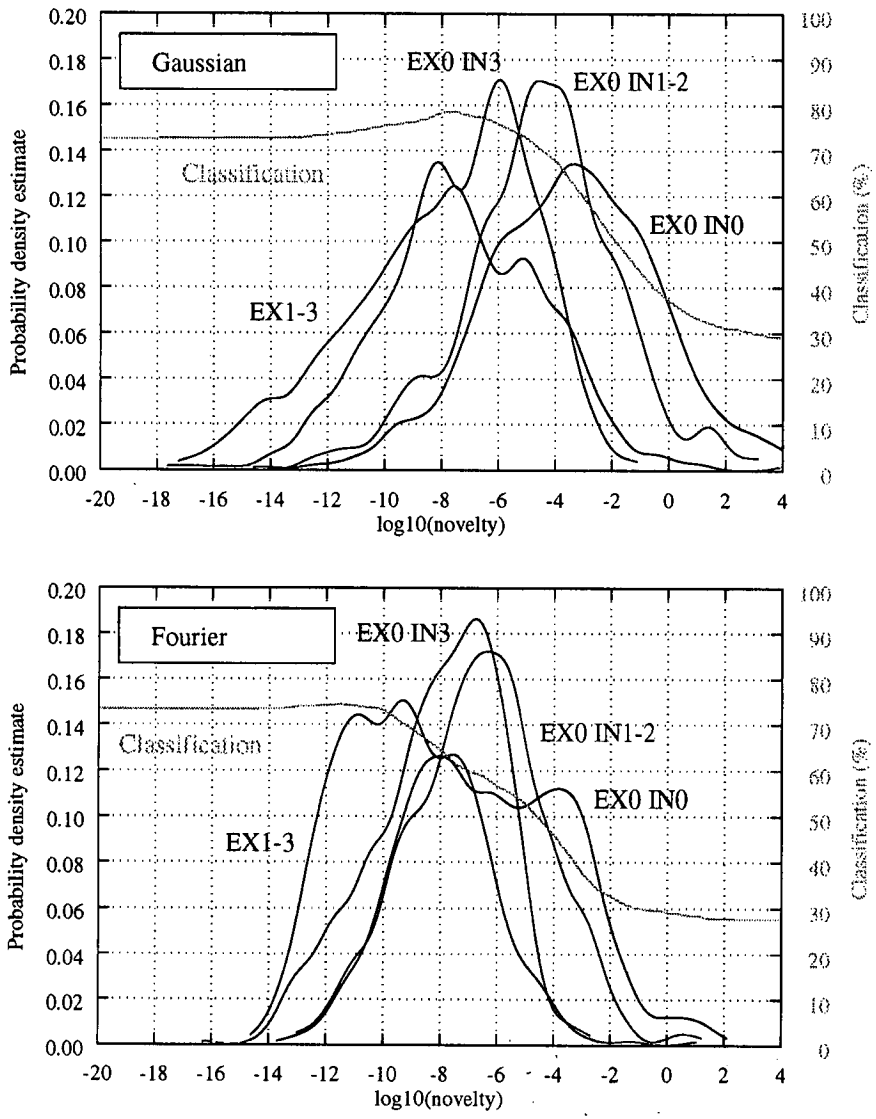 Gaussian
EX0 IN3
EX0 IN1-2
EX0 IN0
EX1-3
Classification
Probability density estimate
0.20
0.18
0.16
0.14
0.12
0.10
0.08
0.06
0.04
0.02
0.00
-20 -18 -16 -14 -12 -10 -8 -6 -4 -2 0 2 4
log10(novelty)
Classification (%)
100
90
80
70
60
50
40
30
20
10
0
Fourier
EX0 IN3
EX0 IN1-2
EX0 IN0
EX1-3
Classification
Probability density estimate
0.20
0.18
0.16
0.14
0.12
0.10
0.08
0.06
0.04
0.02
0.00
-20 -18 -16 -14 -12 -10 -8 -6 -4 -2 0 2 4
log10(novelty)
Classification (%)
100
90
80
70
60
50
40
30
20
10
0